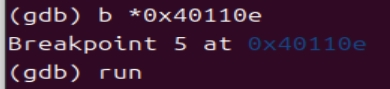 (gdb) b *0x40110e
Breakpoint 5 at 0x40110e
(gdb) run